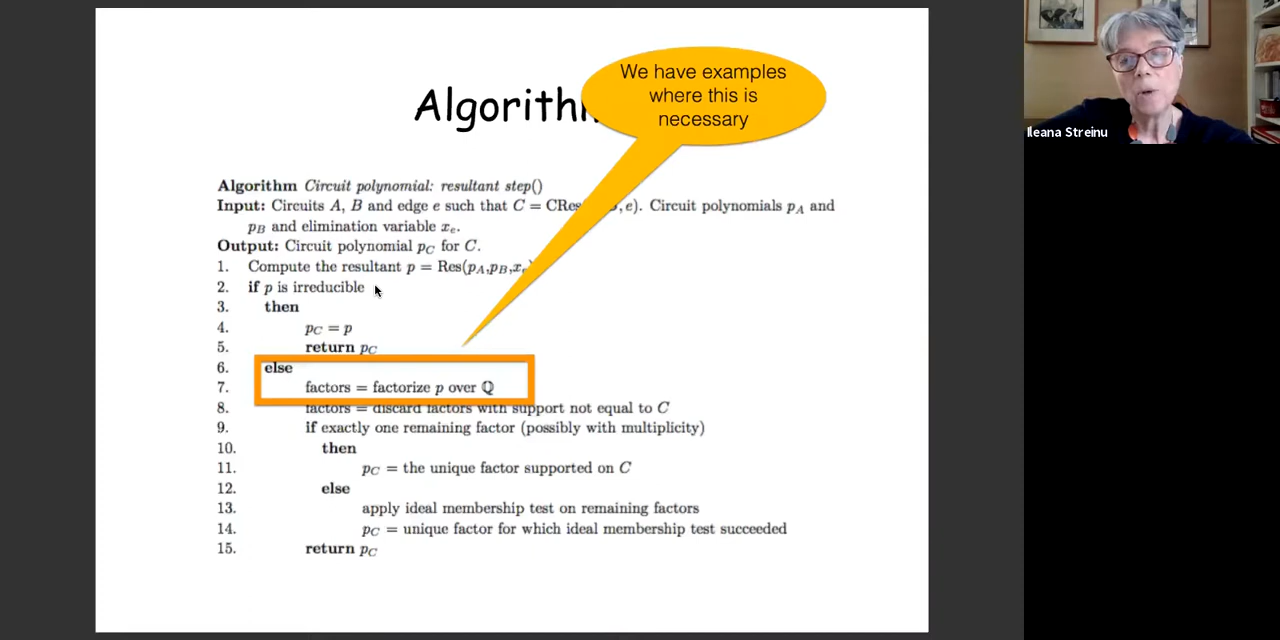 We have examples
where this is
necessary
Algorith
Algorithm Circuit polynomial: resultant step()
Input: Circuits A, B and edge e such that C = CRes , e). Circuit polynomials p_A and
p_B and elimination variable x_e.
Output: Circuit polynomial p_C for C.
1. Compute the resultant p = Res(p_A,p_B,x_e
2. if p is irreducible
3. then
4. p_C = p
5. return p_C
6. else
7. factors = factorize p over ℚ
8. factors = discard factors with support not equal to C
9. if exactly one remaining factor (possibly with multiplicity)
10. then
11. p_C = the unique factor supported on C
12. else
13. apply ideal membership test on remaining factors
14. p_C = unique factor for which ideal membership test succeeded
15. return p_C
Ileana Streinu